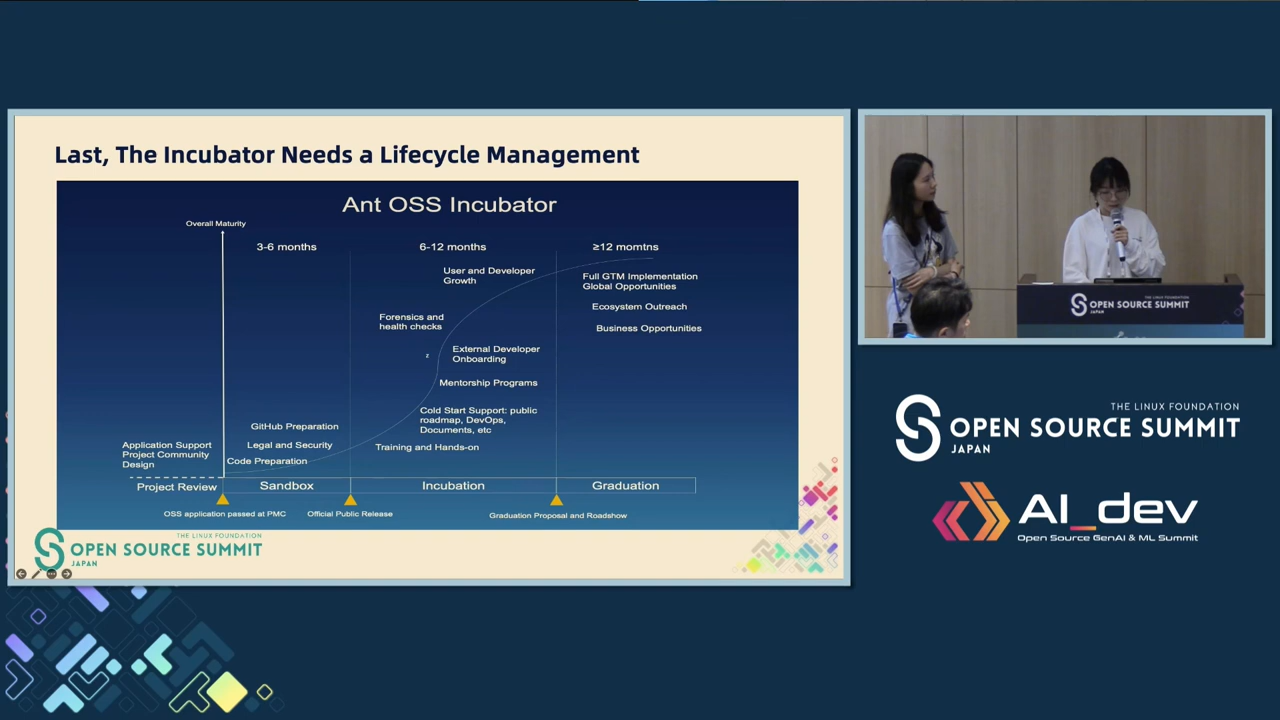 Last, The Incubator Needs a Lifecycle Management
Ant OSS Incubator
Overall Maturity
3-6 months
6-12 months
≥12 momtns
User and Developer
Growth
Full GTM Implementation
Global Opportunities
Ecosystem Outreach
Business Opportunities
Forensics and
health checks
z
External Developer
Onboarding
Mentorship Programs
Cold Start Support: public
roadmap, DevOps,
Documents, etc
Training and Hands-on
GitHub Preparation
Legal and Security
Code Preparation
Application Support
Project Community
Design
Project Review
Sandbox
Incubation
Graduation
OSS application passed at PMC
Official Public Release
Graduation Proposal and Roadshow
THE LINUX FOUNDATION
OPEN SOURCE SUMMIT
JAPAN
THE LINUX FOUNDATION
OPEN SOURCE SUMMIT
JAPAN
THE LINUX FOUNDATION
OPEN SOURCE SUMMIT
JAPAN
AI_dev
Open Source GenAI & ML Summit